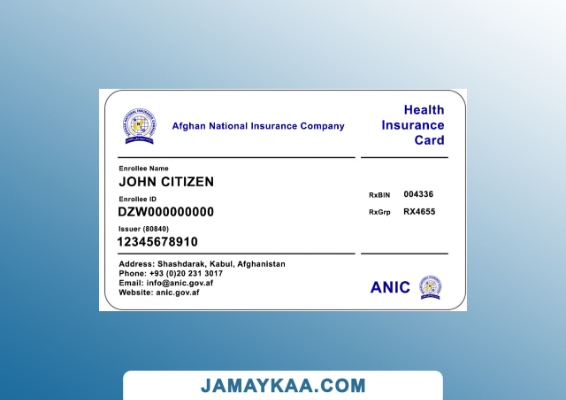 Afghan National Insurance Company
Health
Insurance
Card
Enrollee Name
JOHN CITIZEN
Enrollee ID
DZW000000000
Issuer (80840)
12345678910
RxBIN 004336
RxGrp RX4655
Address: Shashdarak, Kabul, Afghanistan
Phone: +93 (0)20 231 3017
Email: info@anic.gov.af
Website: anic.gov.af
ANIC
JAMAYKAA.COM